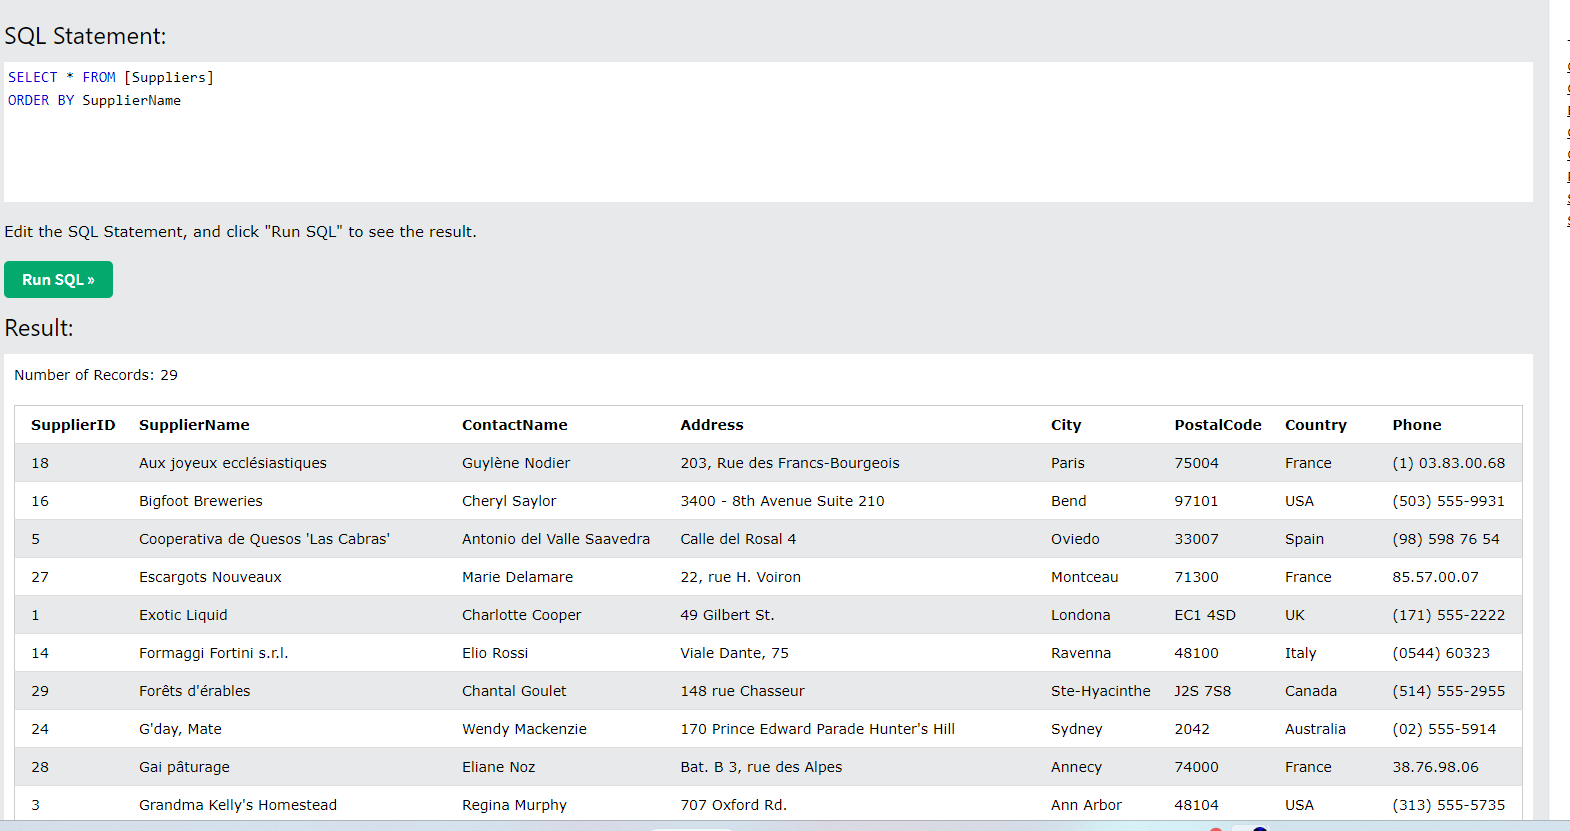 SQL Statement:
SELECT * FROM [Suppliers]
ORDER BY SupplierName
Edit the SQL Statement, and click "Run SQL" to see the result.
Run SQL »
Result:
Number of Records: 29
SupplierID SupplierName ContactName Address City PostalCode Country Phone
18 Aux joyeux ecclésiastiques Guylène Nodier 203, Rue des Francs-Bourgeois Paris 75004 France (1) 03.83.00.68
16 Bigfoot Breweries Cheryl Saylor 3400 - 8th Avenue Suite 210 Bend 97101 USA (503) 555-9931
5 Cooperativa de Quesos 'Las Cabras' Antonio del Valle Saavedra Calle del Rosal 4 Oviedo 33007 Spain (98) 598 76 54
27 Escargots Nouveaux Marie Delamare 22, rue H. Voiron Montceau 71300 France 85.57.00.07
1 Exotic Liquid Charlotte Cooper 49 Gilbert St. Londona EC1 4SD UK (171) 555-2222
14 Formaggi Fortini s.r.l. Elio Rossi Viale Dante, 75 Ravenna 48100 Italy (0544) 60323
29 Forêts d'érables Chantal Goulet 148 rue Chasseur Ste-Hyacinthe J2S 7S8 Canada (514) 555-2955
24 G'day, Mate Wendy Mackenzie 170 Prince Edward Parade Hunter's Hill Sydney 2042 Australia (02) 555-5914
28 Gai pâturage Eliane Noz Bat. B 3, rue des Alpes Annecy 74000 France 38.76.98.06
3 Grandma Kelly's Homestead Regina Murphy 707 Oxford Rd. Ann Arbor 48104 USA (313) 555-5735